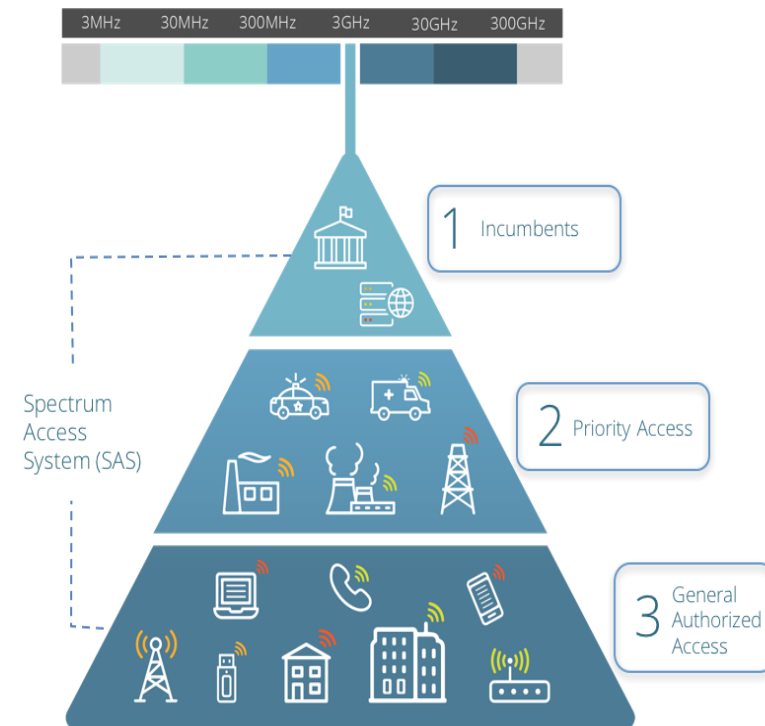 3MHz 30MHz 300MHz 3GHz 30GHz 300GHz
1 Incumbents
Spectrum
Access
System (SAS)
2 Priority Access
3 General
Authorized
Access